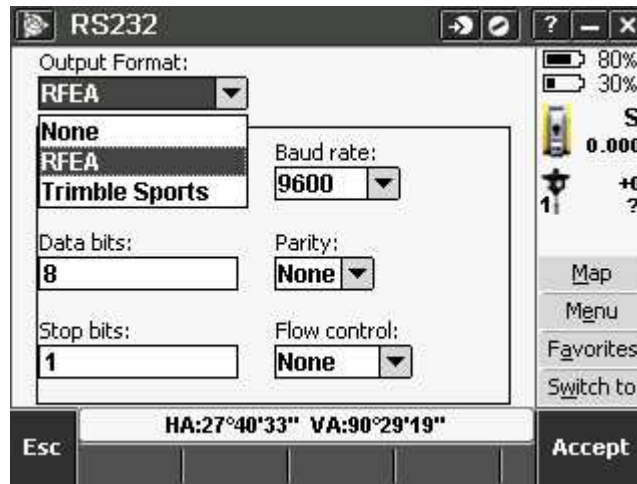 RS232
? – X
Output Format:
RFEA
None
RFEA
Trimble Sports
Baud rate:
9600
Data bits:
8
Parity:
None
Stop bits:
1
Flow control:
None
80%
30%
S
0.000
+0
1 ?
Map
Menu
Favorites
Switch to
HA:27°40'33" VA:90°29'19"
Esc
Accept